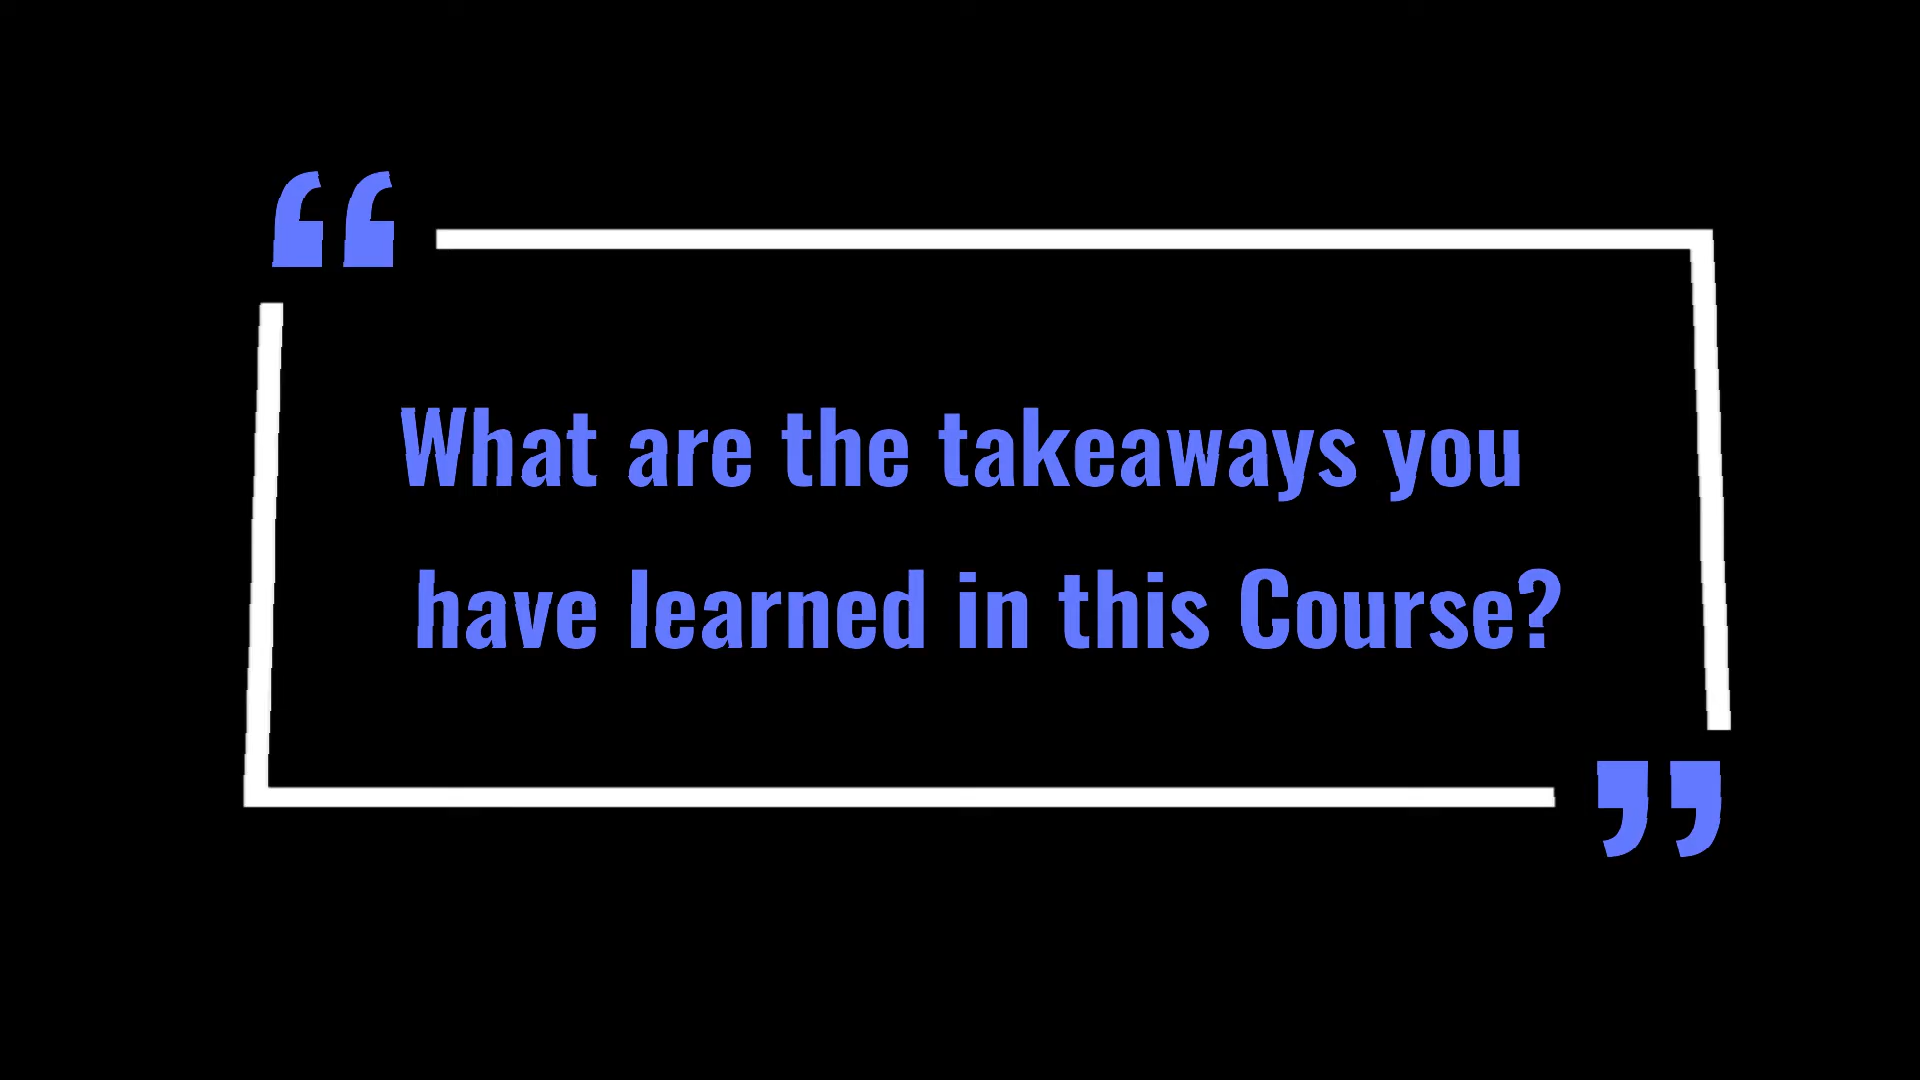 “
What are the takeaways you
have learned in this Course?
”